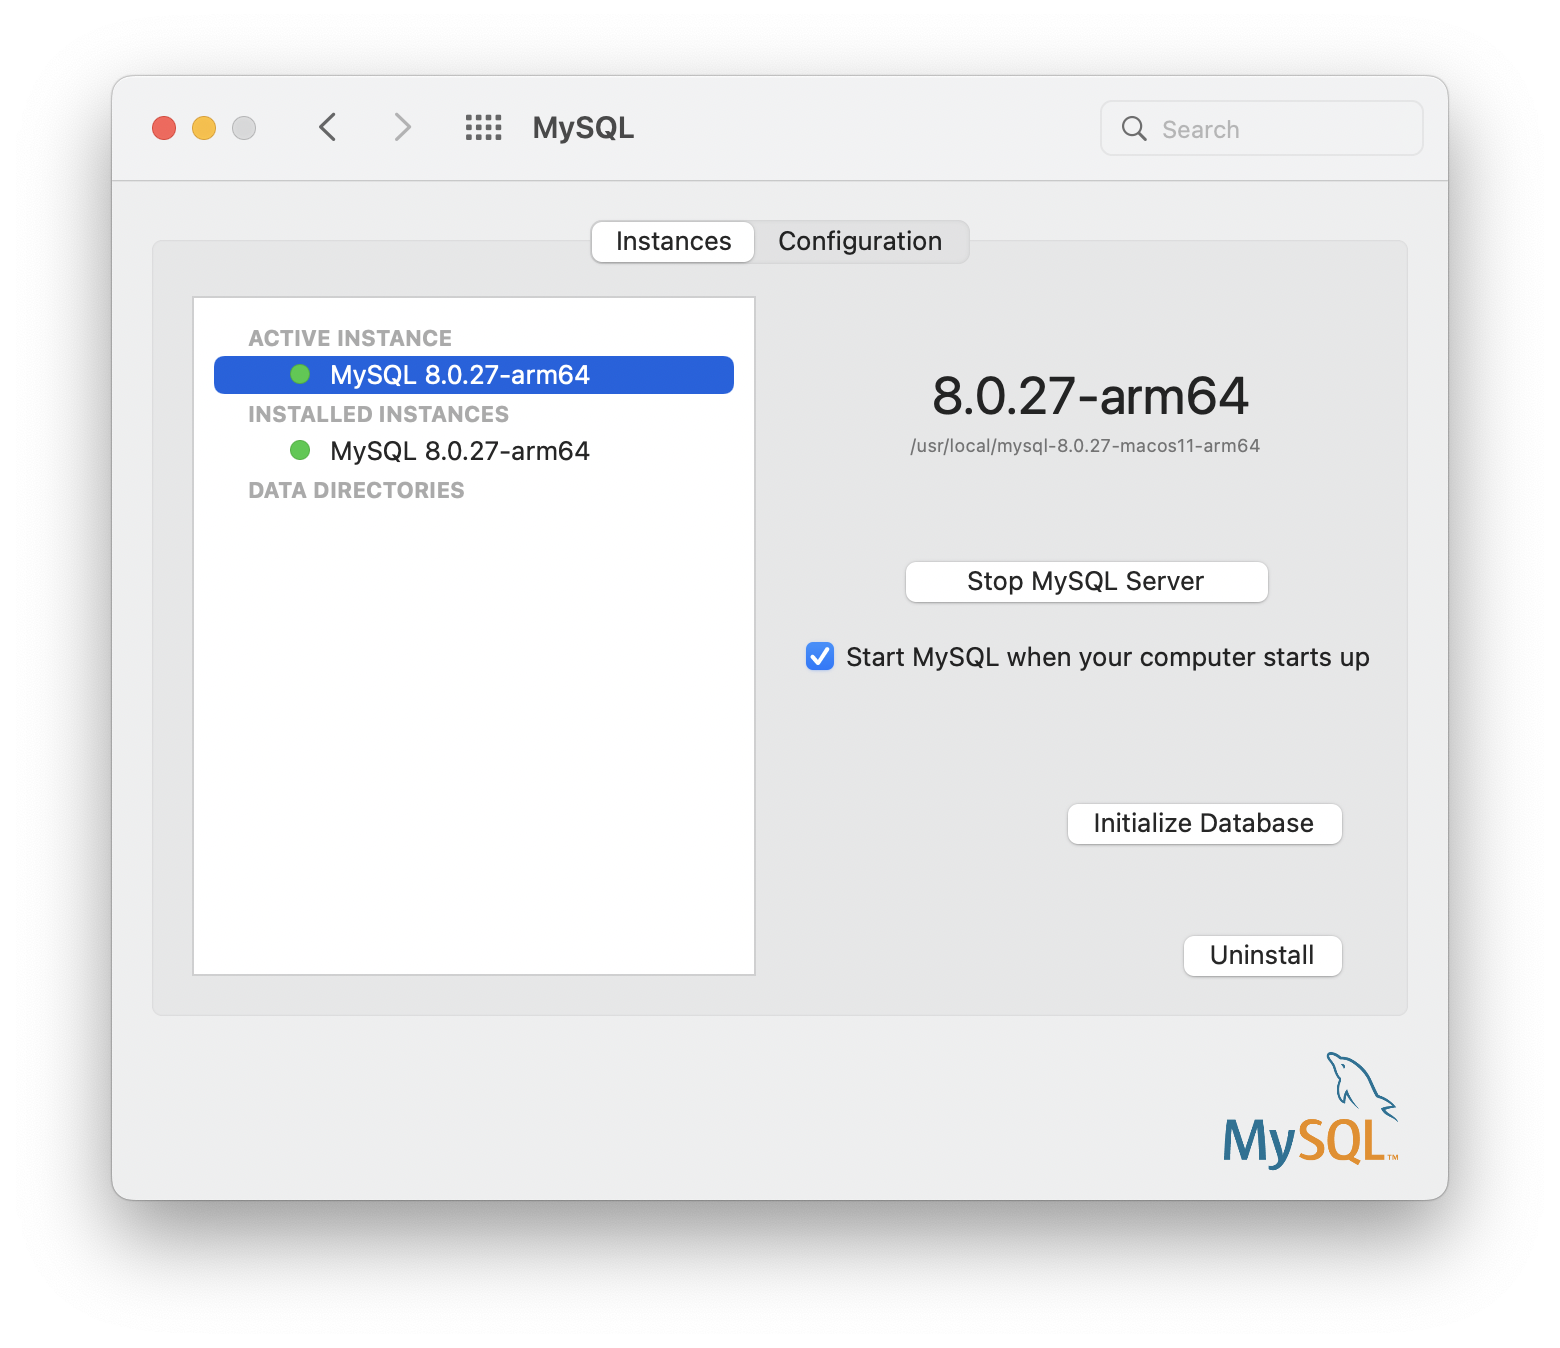 MySQL
Search
Instances
Configuration
ACTIVE INSTANCE
MySQL 8.0.27-arm64
INSTALLED INSTANCES
MySQL 8.0.27-arm64
DATA DIRECTORIES
8.0.27-arm64
/usr/local/mysql-8.0.27-macos11-arm64
Stop MySQL Server
Start MySQL when your computer starts up
Initialize Database
Uninstall
MySQL™